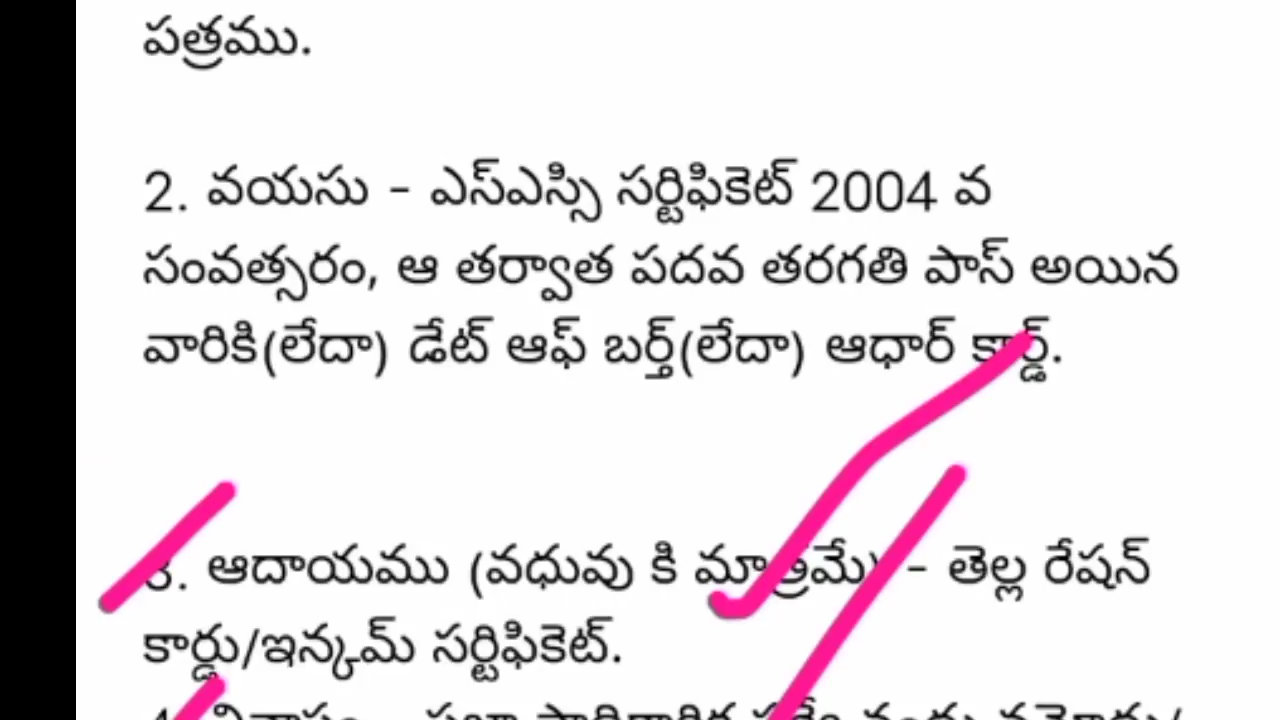 పత్రము.
2. వయసు - ఎస్ఎస్సి సర్టిఫికెట్ 2004 వ
సంవత్సరం, ఆ తర్వాత పదవ తరగతి పాస్ అయిన
వారికి(లేదా) డేట్ ఆఫ్ బర్త్(లేదా) ఆధార్ కార్డ్.
3. ఆదాయము (వధువు కి మాత్రమే) - తెల్ల రేషన్
కార్డు/ఇన్కమ్ సర్టిఫికెట్.